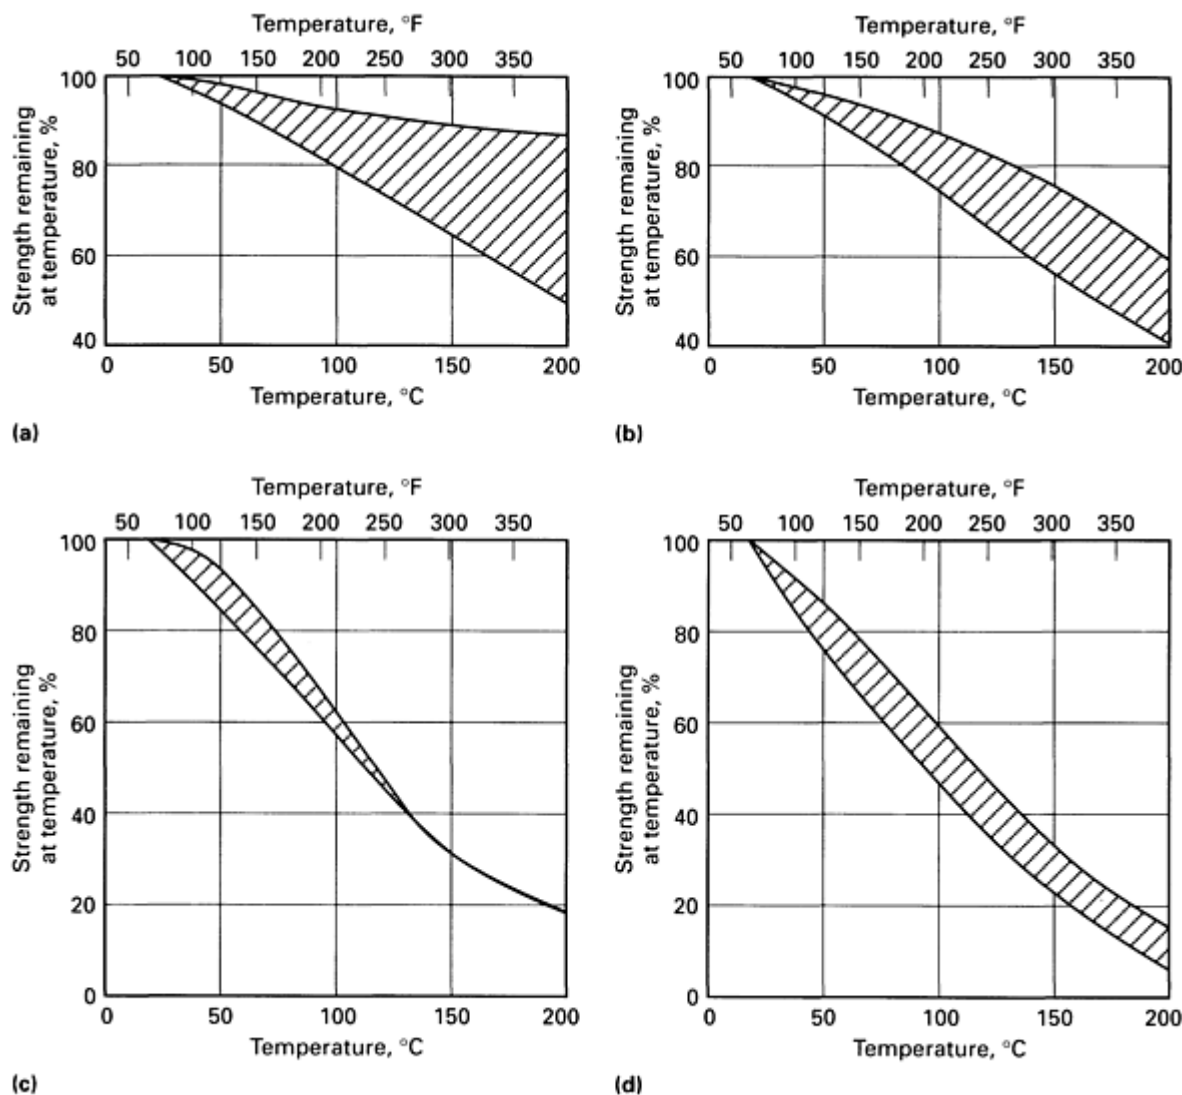 Temperature, °F
50 100 150 200 250 300 350
100
80
60
40
Strength remaining
at temperature, %
0 50 100 150 200
Temperature, °C
(a)
Temperature, °F
50 100 150 200 250 300 350
100
80
60
40
Strength remaining
at temperature, %
0 50 100 150 200
Temperature, °C
(b)
Temperature, °F
50 100 150 200 250 300 350
100
80
60
40
20
0
Strength remaining
at temperature, %
0 50 100 150 200
Temperature, °C
(c)
Temperature, °F
50 100 150 200 250 300 350
100
80
60
40
20
0
Strength remaining
at temperature, %
0 50 100 150 200
Temperature, °C
(d)